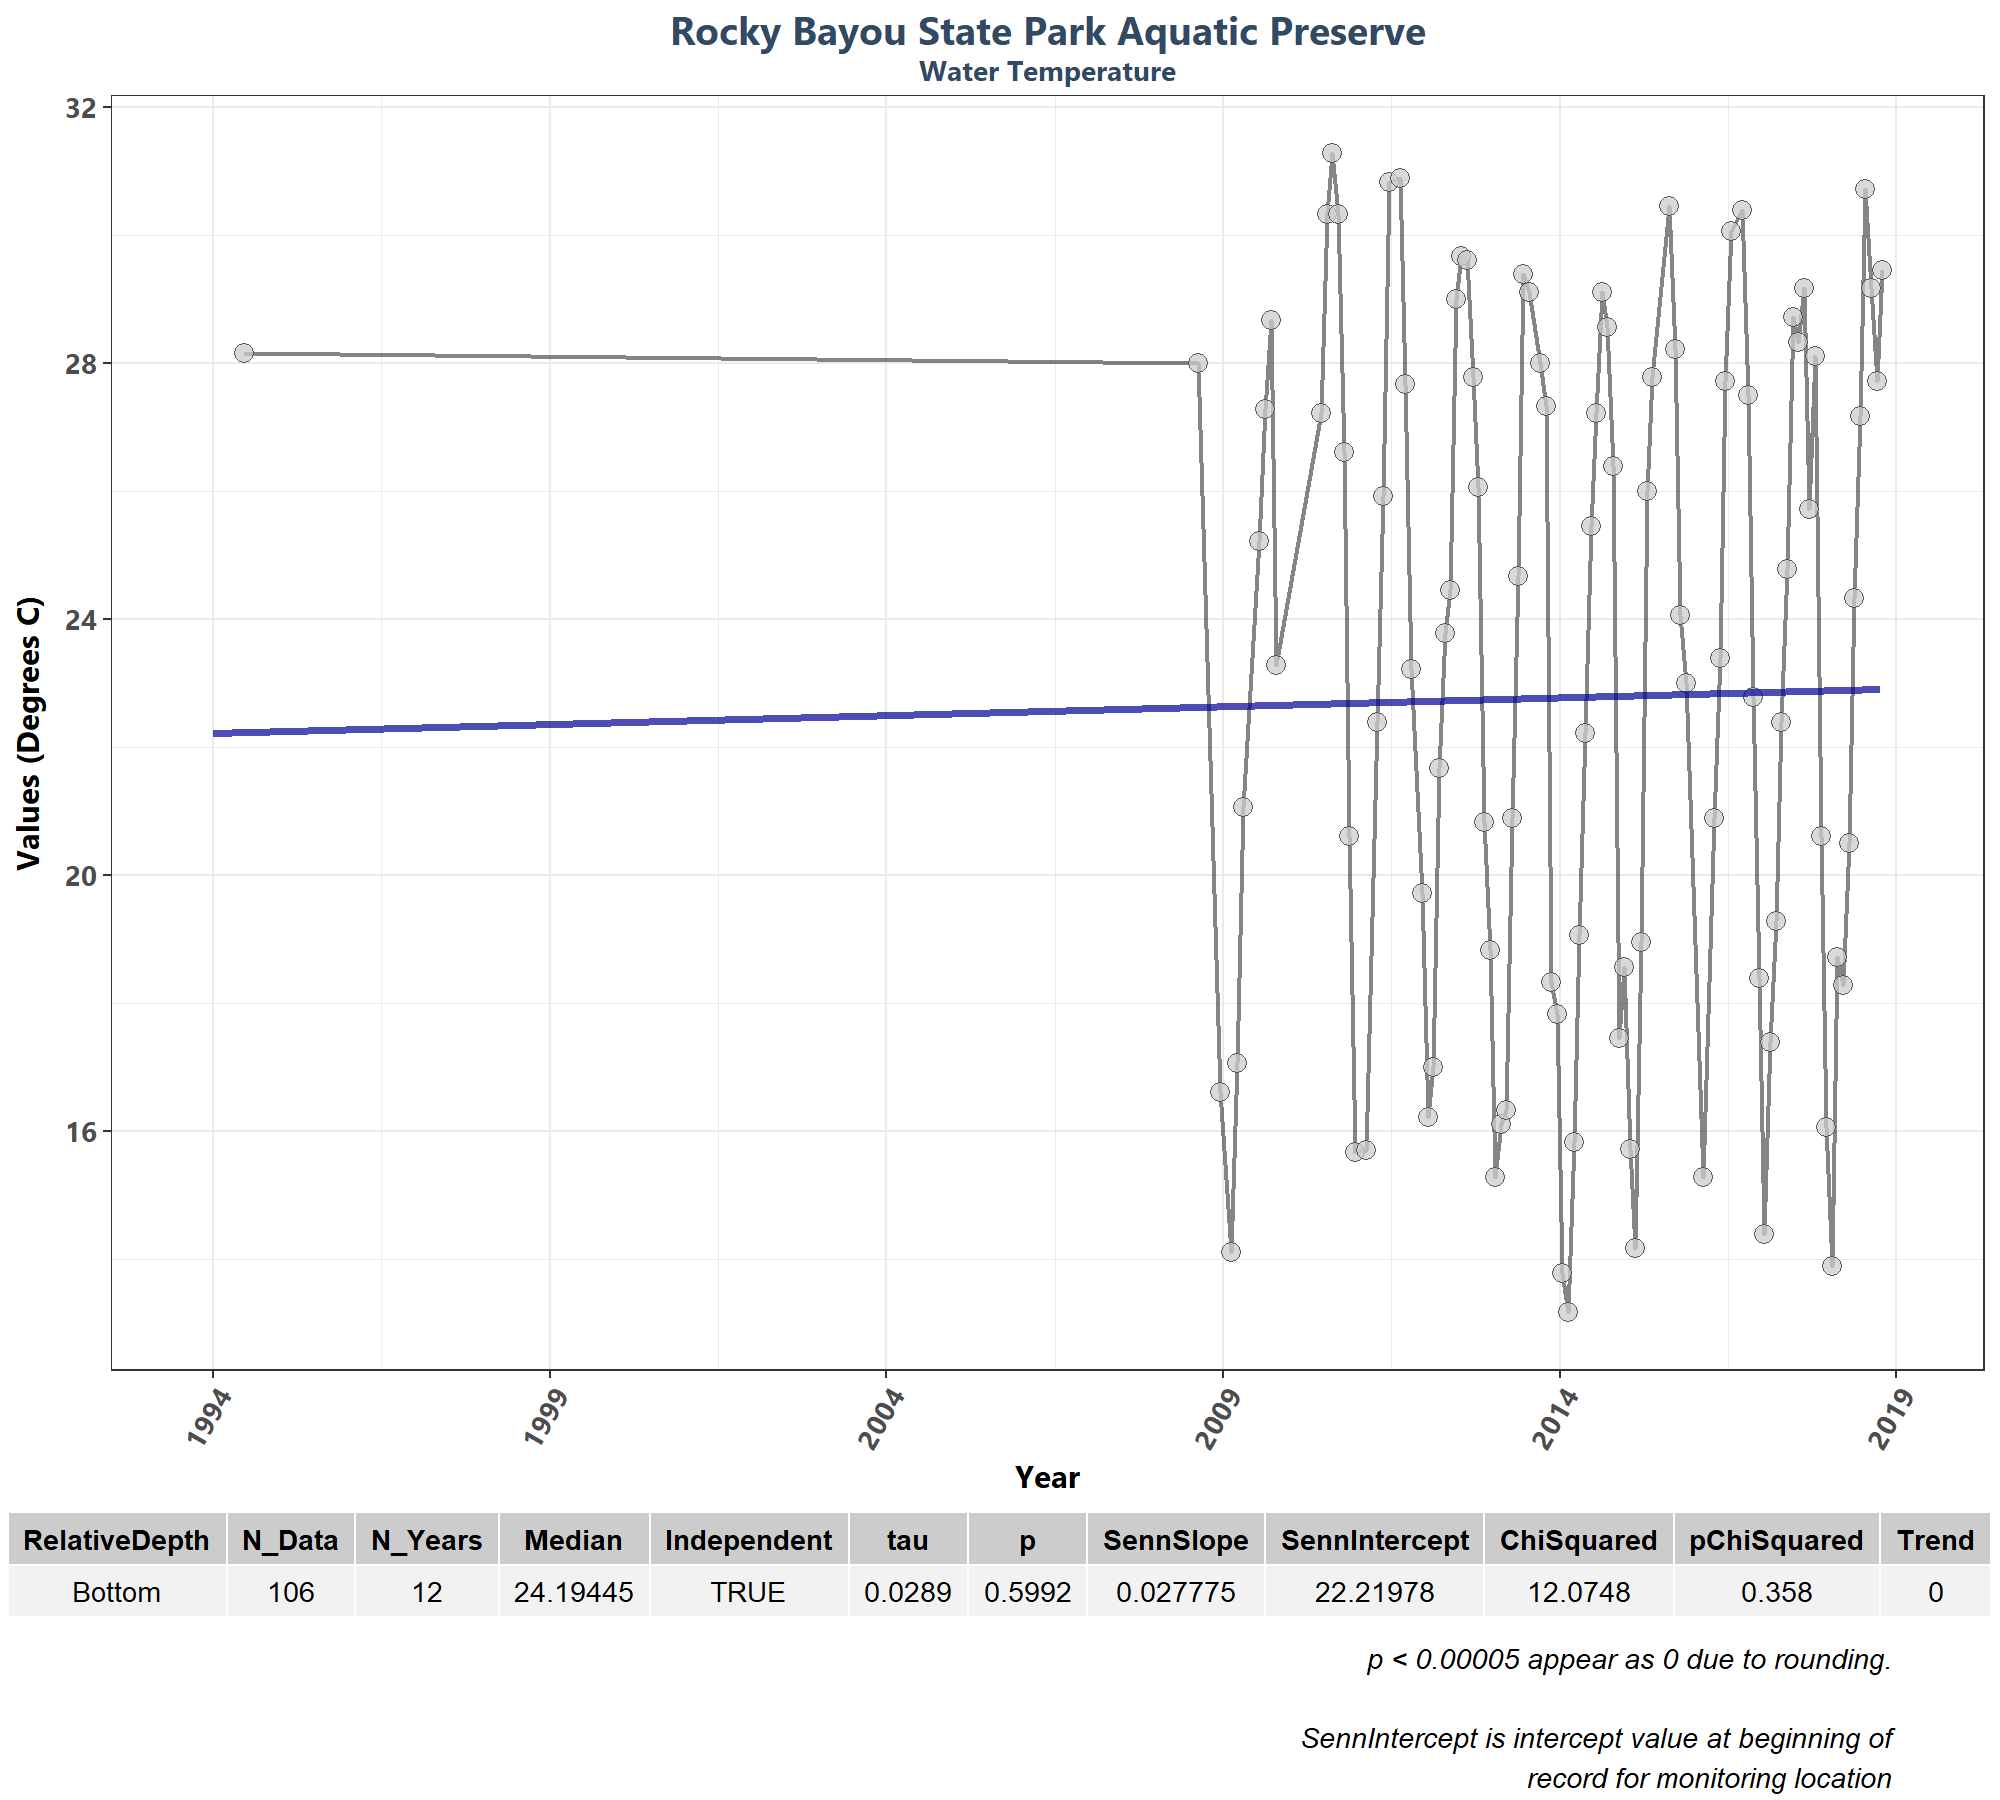 Rocky Bayou State Park Aquatic Preserve
Water Temperature
32
28
24
20
16
Values (Degrees C)
1994 1999 2004 2009 2014 2019
Year
RelativeDepth N_Data N_Years Median Independent tau p SennSlope SennIntercept ChiSquared pChiSquared Trend
Bottom 106 12 24.19445 TRUE 0.0289 0.5992 0.027775 22.21978 12.0748 0.358 0
p < 0.00005 appear as 0 due to rounding.
SennIntercept is intercept value at beginning of
record for monitoring location